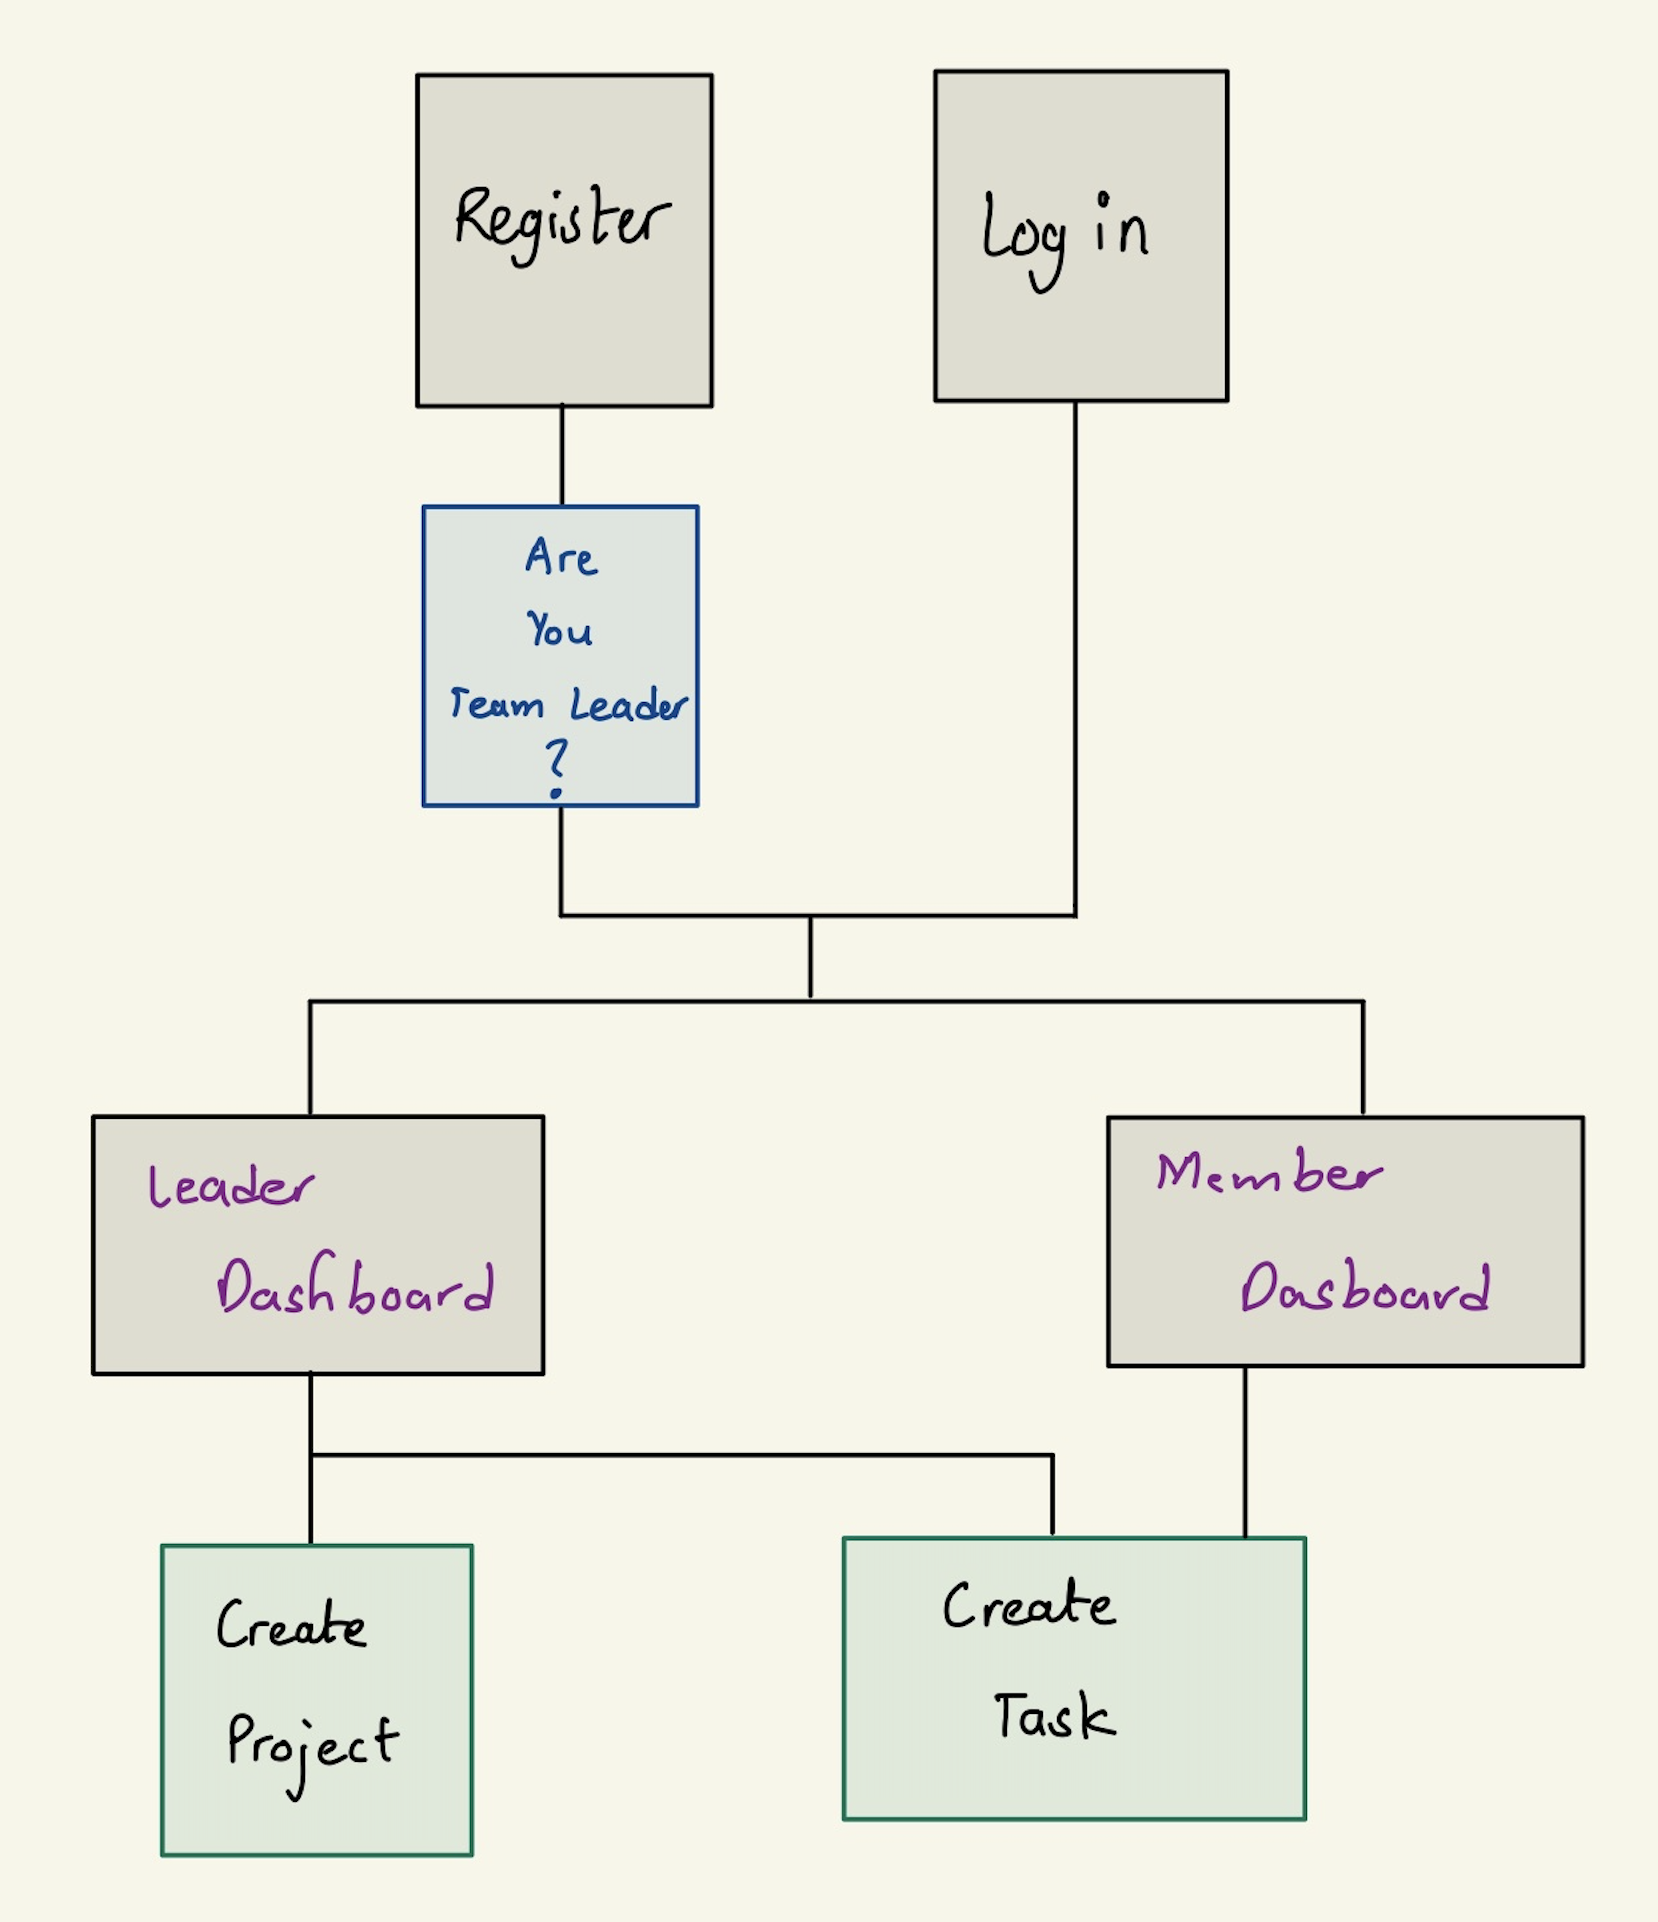 Register
Log in
Are
You
Team Leader
?
Leader
Dashboard
Member
Dasboard
Create
Project
Create
Task